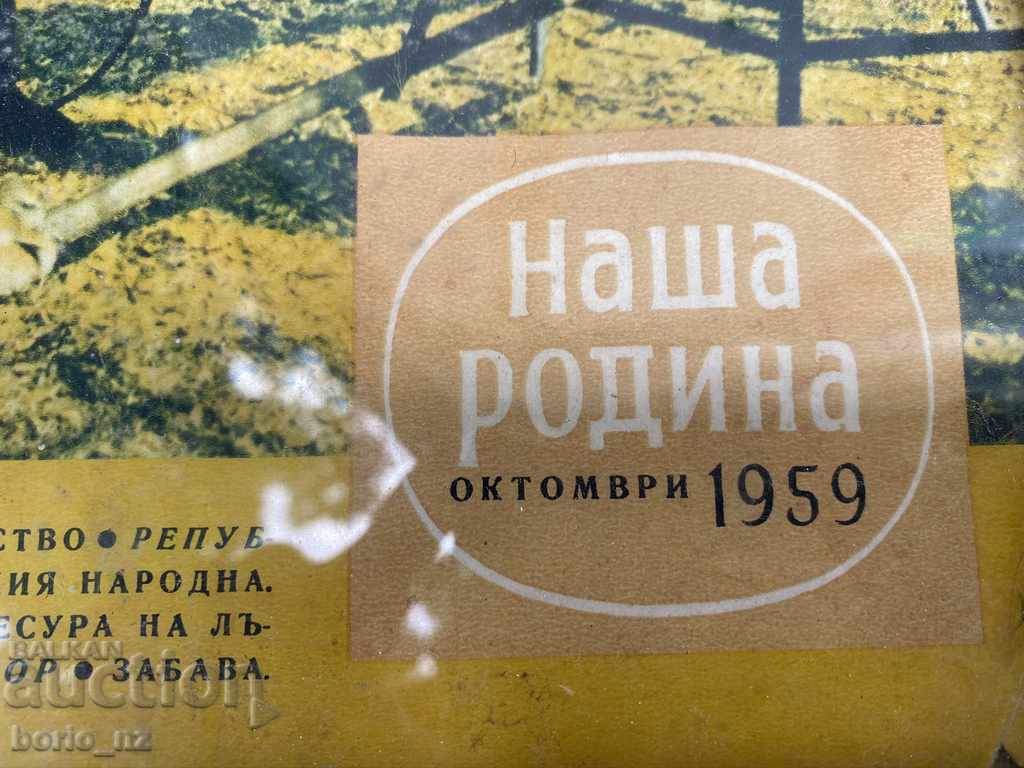 Наша
родина
ОКТОМВРИ 1959
СТВО • РЕПУБ-
ИЯ НАРОДНА.
ЕСУРА НА ЛЪ-
ОР • ЗАБАВА.
BALKAN
auction
borio_nz